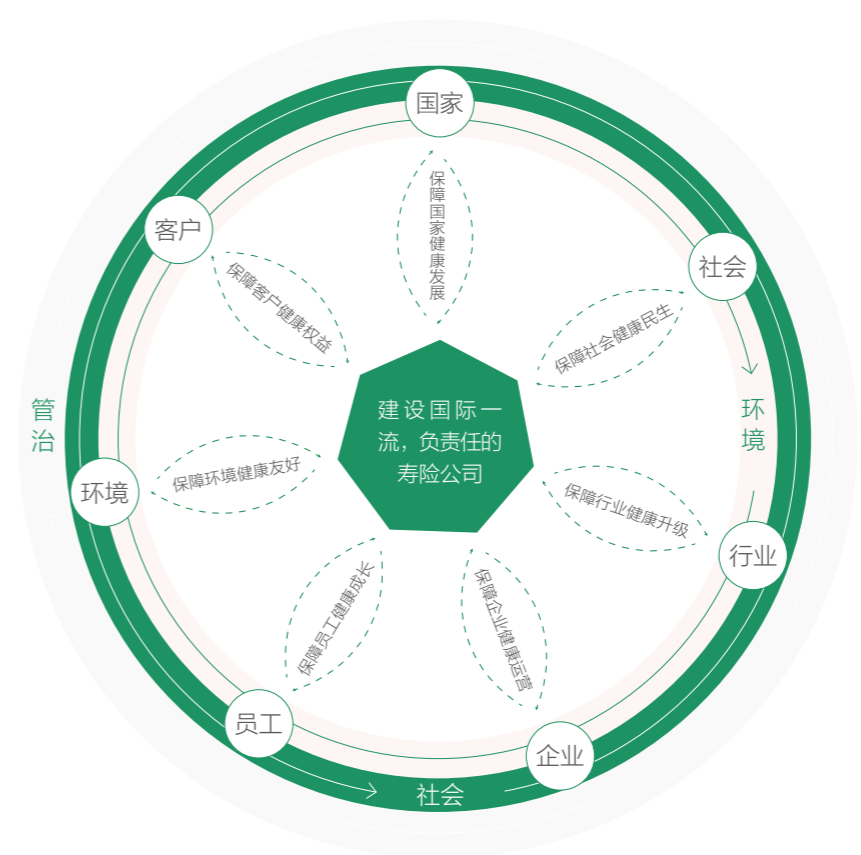 国家
保障国家健康发展
客户
保障客户健康权益
社会
保障社会健康民生
管治
环境
建设国际一
流，负责任的
寿险公司
环境
保障环境健康友好
行业
保障行业健康升级
员工
保障员工健康成长
企业
保障企业健康运营
社会